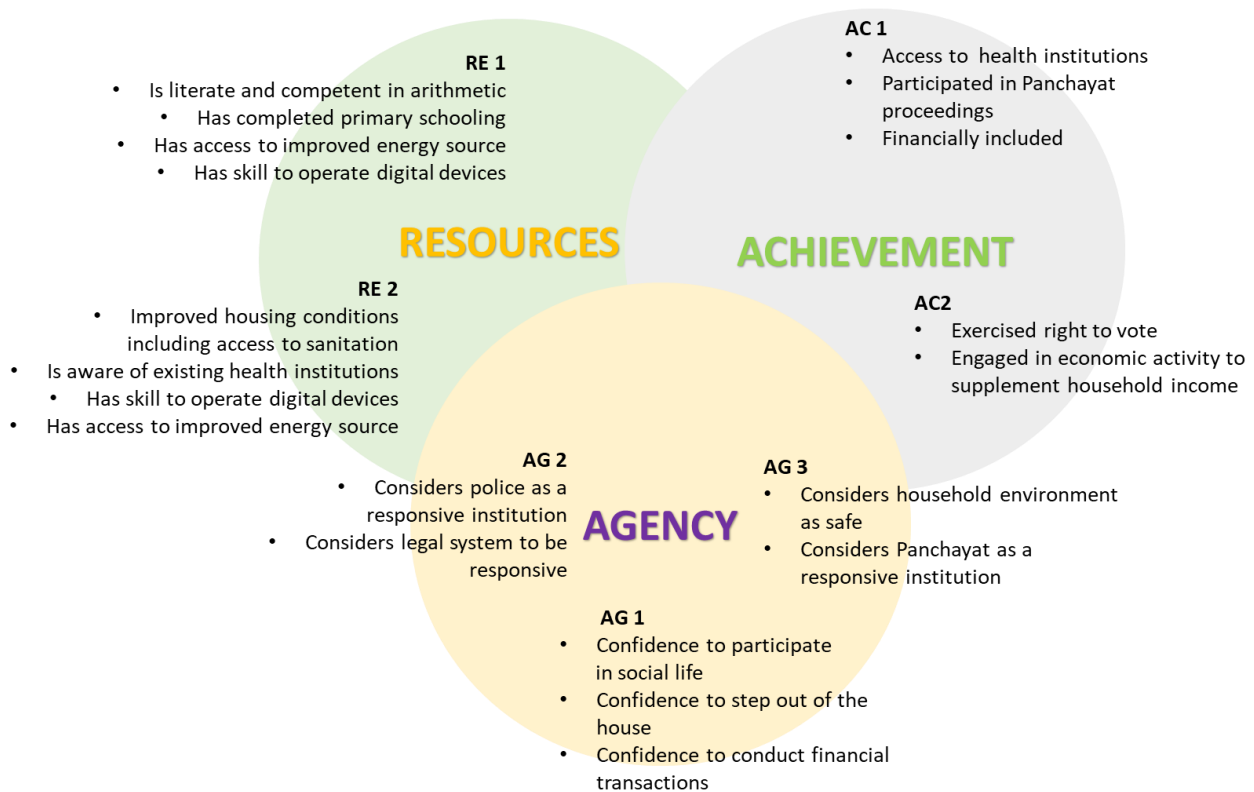 RE 1
• Is literate and competent in arithmetic
• Has completed primary schooling
• Has access to improved energy source
• Has skill to operate digital devices
AC 1
• Access to health institutions
• Participated in Panchayat
proceedings
• Financially included
RESOURCES
ACHIEVEMENT
RE 2
• Improved housing conditions
including access to sanitation
• Is aware of existing health institutions
• Has skill to operate digital devices
• Has access to improved energy source
AC2
• Exercised right to vote
• Engaged in economic activity to
supplement household income
AG 2
• Considers police as a
responsive institution
• Considers legal system to be
responsive
AGENCY
AG 3
• Considers household environment
as safe
• Considers Panchayat as a
responsive institution
AG 1
• Confidence to participate
in social life
• Confidence to step out of the
house
• Confidence to conduct financial
transactions